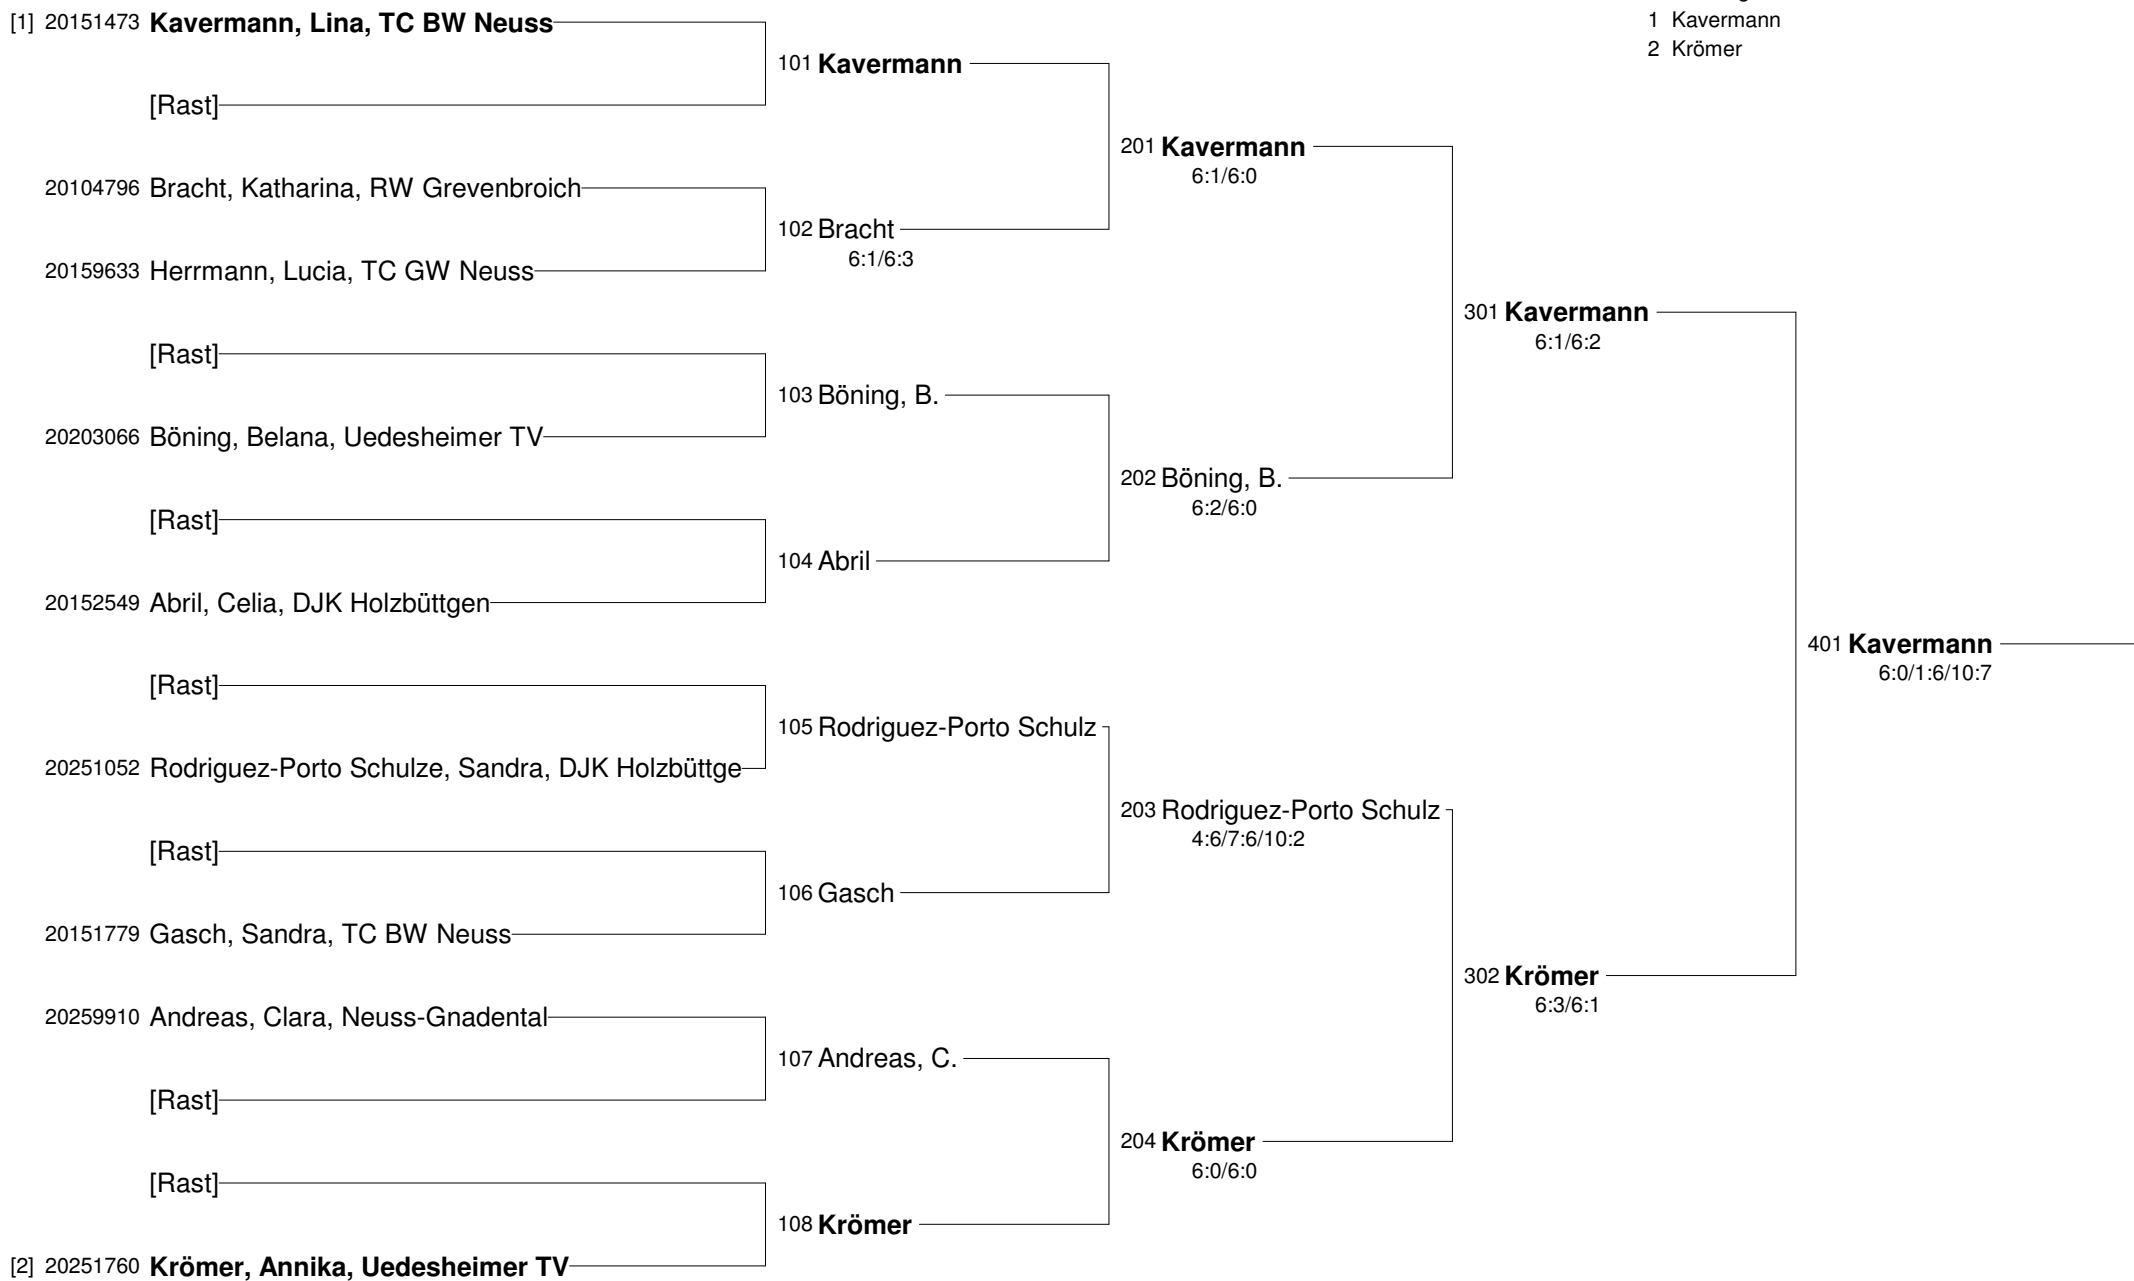 [1] 20151473 Kavermann, Lina, TC BW Neuss
1 Kavermann
2 Krömer
101 Kavermann
[Rast]
201 Kavermann
6:1/6:0
20104796 Bracht, Katharina, RW Grevenbroich
102 Bracht
6:1/6:3
20159633 Herrmann, Lucia, TC GW Neuss
301 Kavermann
6:1/6:2
[Rast]
103 Böning, B.
20203066 Böning, Belana, Uedesheimer TV
202 Böning, B.
6:2/6:0
[Rast]
104 Abril
20152549 Abril, Celia, DJK Holzbüttgen
401 Kavermann
6:0/1:6/10:7
[Rast]
105 Rodriguez-Porto Schulz
20251052 Rodriguez-Porto Schulze, Sandra, DJK Holzbüttge
203 Rodriguez-Porto Schulz
4:6/7:6/10:2
[Rast]
106 Gasch
20151779 Gasch, Sandra, TC BW Neuss
302 Krömer
6:3/6:1
20259910 Andreas, Clara, Neuss-Gnadental
107 Andreas, C.
[Rast]
204 Krömer
6:0/6:0
[Rast]
108 Krömer
[2] 20251760 Krömer, Annika, Uedesheimer TV